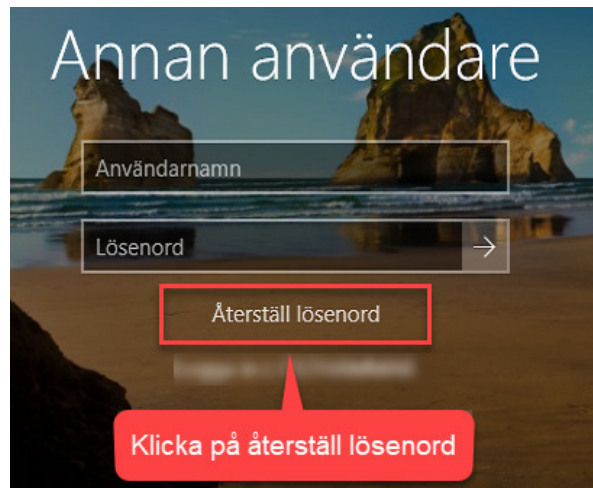 Annan användare
Användarnamn
Lösenord
Återställ lösenord
Klicka på återställ lösenord